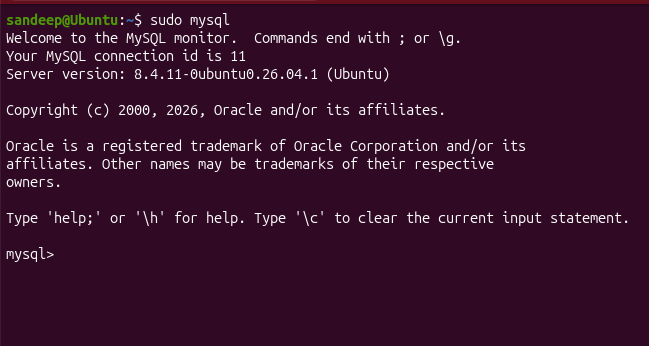 sandeep@Ubuntu:~$ sudo mysql
Welcome to the MySQL monitor.  Commands end with ; or \g.
Your MySQL connection id is 11
Server version: 8.4.11-0ubuntu0.26.04.1 (Ubuntu)
Copyright (c) 2000, 2026, Oracle and/or its affiliates.
Oracle is a registered trademark of Oracle Corporation and/or its
affiliates. Other names may be trademarks of their respective
owners.
Type 'help;' or '\h' for help. Type '\c' to clear the current input statement.
mysql>